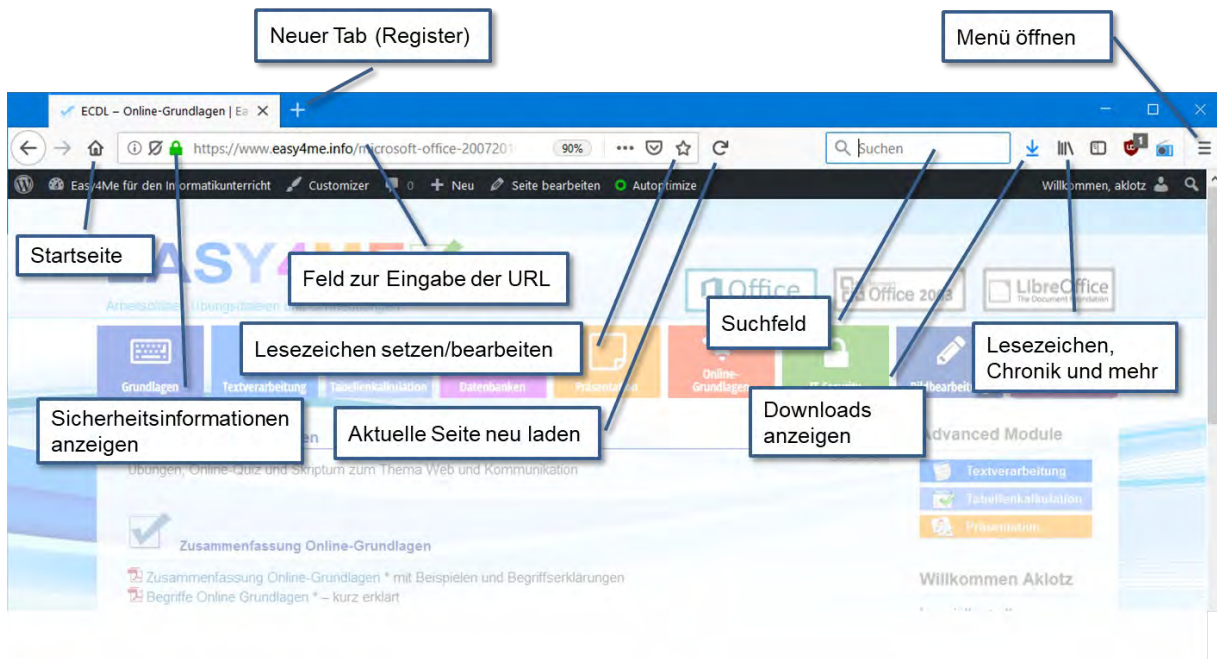 Neuer Tab (Register)
Menü öffnen
ECDL – Online-Grundlagen | Ea
https://www.easy4me.info/microsoft-office-200720
90%
Suchen
1
Easy4Me für den Informatikunterricht Customizer 0 Neu Seite bearbeiten Autoptimize
Willkommen, aklotz
Startseite
EASY4ME
Feld zur Eingabe der URL
Office
Office 2003
LibreOffice
The Document Foundation
Suchfeld
Lesezeichen setzen/bearbeiten
Lesezeichen,
Chronik und mehr
Grundlagen
Textverarbeitung
Tabellenkalkulation
Datenbanken
Präsentation
Online-
Grundlagen
Sicherheitsinformationen
anzeigen
Aktuelle Seite neu laden
Downloads
anzeigen
Advanced Module
Übungen, Online-Quiz und Skriptum zum Thema Web und Kommunikation
Textverarbeitung
Tabellenkalkulation
Präsentation
Zusammenfassung Online-Grundlagen
Zusammenfassung Online-Grundlagen * mit Beispielen und Begriffserklärungen
Begriffe Online Grundlagen * – kurz erklärt
Willkommen Aklotz